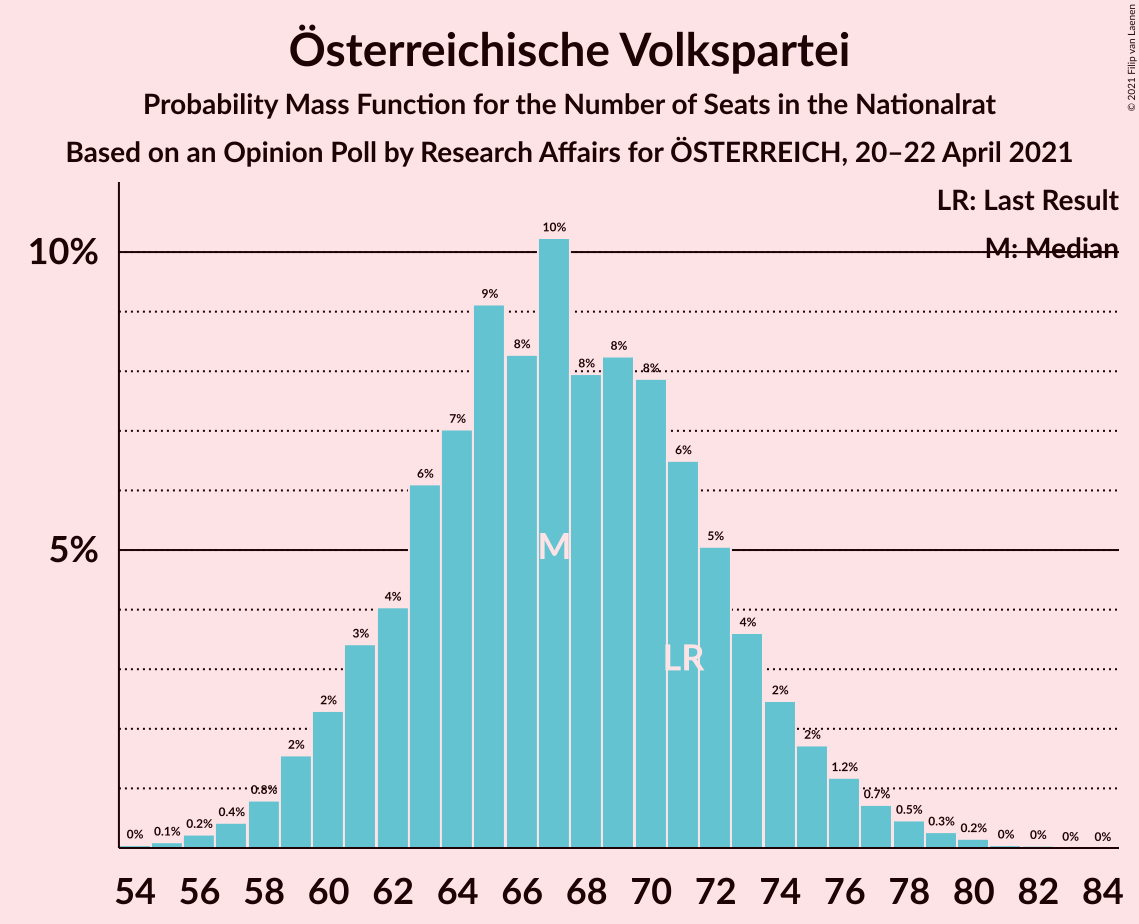 Österreichische Volkspartei
Probability Mass Function for the Number of Seats in the Nationalrat
Based on an Opinion Poll by Research Affairs for ÖSTERREICH, 20–22 April 2021
© 2021 Filip van Laenen
LR: Last Result
M: Median
10%
5%
0% 0.1% 0.2% 0.4% 0.8% 2% 2% 3% 4% 6% 7% 9% 8% 10% 8% 8% 8% 6% 5% 4% 2% 2% 1.2% 0.7% 0.5% 0.3% 0.2% 0% 0% 0% 0%
M
LR
54 56 58 60 62 64 66 68 70 72 74 76 78 80 82 84